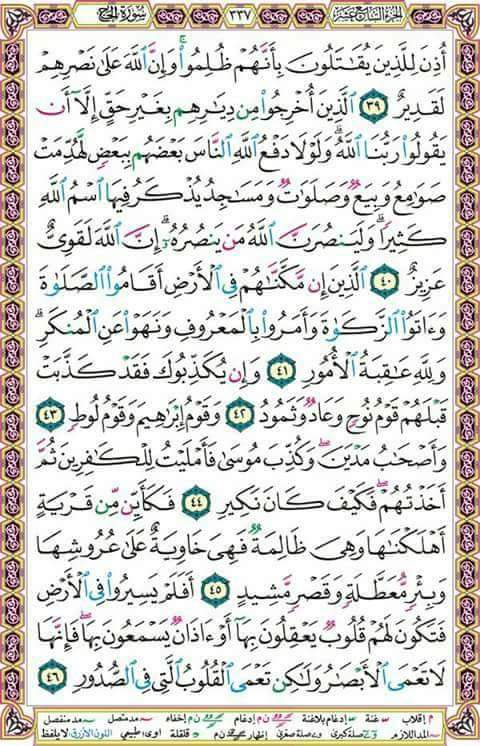 الجزء السابع عشر ٣٣٧ سورة الحج
أُذِنَ لِلَّذِينَ يُقَاتَلُونَ بِأَنَّهُمْ ظُلِمُوا۟ ۚ وَإِنَّ ٱللَّهَ عَلَىٰ نَصْرِهِمْ
لَقَدِيرٌ ٣٩ ٱلَّذِينَ أُخْرِجُوا۟ مِن دِيَـٰرِهِم بِغَيْرِ حَقٍّ إِلَّآ أَن
يَقُولُوا۟ رَبُّنَا ٱللَّهُ ۗ وَلَوْلَا دَفْعُ ٱللَّهِ ٱلنَّاسَ بَعْضَهُم بِبَعْضٍ لَّهُدِّمَتْ
صَوَٰمِعُ وَبِيَعٌ وَصَلَوَٰتٌ وَمَسَـٰجِدُ يُذْكَرُ فِيهَا ٱسْمُ ٱللَّهِ
كَثِيرًا ۗ وَلَيَنصُرَنَّ ٱللَّهُ مَن يَنصُرُهُۥٓ ۗ إِنَّ ٱللَّهَ لَقَوِىٌّ
عَزِيزٌ ٤٠ ٱلَّذِينَ إِن مَّكَّنَّـٰهُمْ فِى ٱلْأَرْضِ أَقَامُوا۟ ٱلصَّلَوٰةَ
وَءَاتَوُا۟ ٱلزَّكَوٰةَ وَأَمَرُوا۟ بِٱلْمَعْرُوفِ وَنَهَوْا۟ عَنِ ٱلْمُنكَرِ ۗ
وَلِلَّهِ عَـٰقِبَةُ ٱلْأُمُورِ ٤١ وَإِن يُكَذِّبُوكَ فَقَدْ كَذَّبَتْ
قَبْلَهُمْ قَوْمُ نُوحٍ وَعَادٌ وَثَمُودُ ٤٢ وَقَوْمُ إِبْرَٰهِيمَ وَقَوْمُ لُوطٍ ٤٣
وَأَصْحَـٰبُ مَدْيَنَ ۖ وَكُذِّبَ مُوسَىٰ فَأَمْلَيْتُ لِلْكَـٰفِرِينَ ثُمَّ
أَخَذْتُهُمْ ۖ فَكَيْفَ كَانَ نَكِيرِ ٤٤ فَكَأَيِّن مِّن قَرْيَةٍ
أَهْلَكْنَـٰهَا وَهِىَ ظَالِمَةٌ فَهِىَ خَاوِيَةٌ عَلَىٰ عُرُوشِهَا
وَبِئْرٍ مُّعَطَّلَةٍ وَقَصْرٍ مَّشِيدٍ ٤٥ أَفَلَمْ يَسِيرُوا۟ فِى ٱلْأَرْضِ
فَتَكُونَ لَهُمْ قُلُوبٌ يَعْقِلُونَ بِهَآ أَوْ ءَاذَانٌ يَسْمَعُونَ بِهَا ۖ فَإِنَّهَا
لَا تَعْمَى ٱلْأَبْصَـٰرُ وَلَـٰكِن تَعْمَى ٱلْقُلُوبُ ٱلَّتِى فِى ٱلصُّدُورِ ٤٦
م إقلاب غنة إدغام بلاغنة ن م إدغام ن م إخفاء مد متصل مد منفصل
المد اللازم صلة كبرى صلة صغرى إظهار ن م قلقلة اوى: طبيعي اللون الأزرق: لا يلفظ